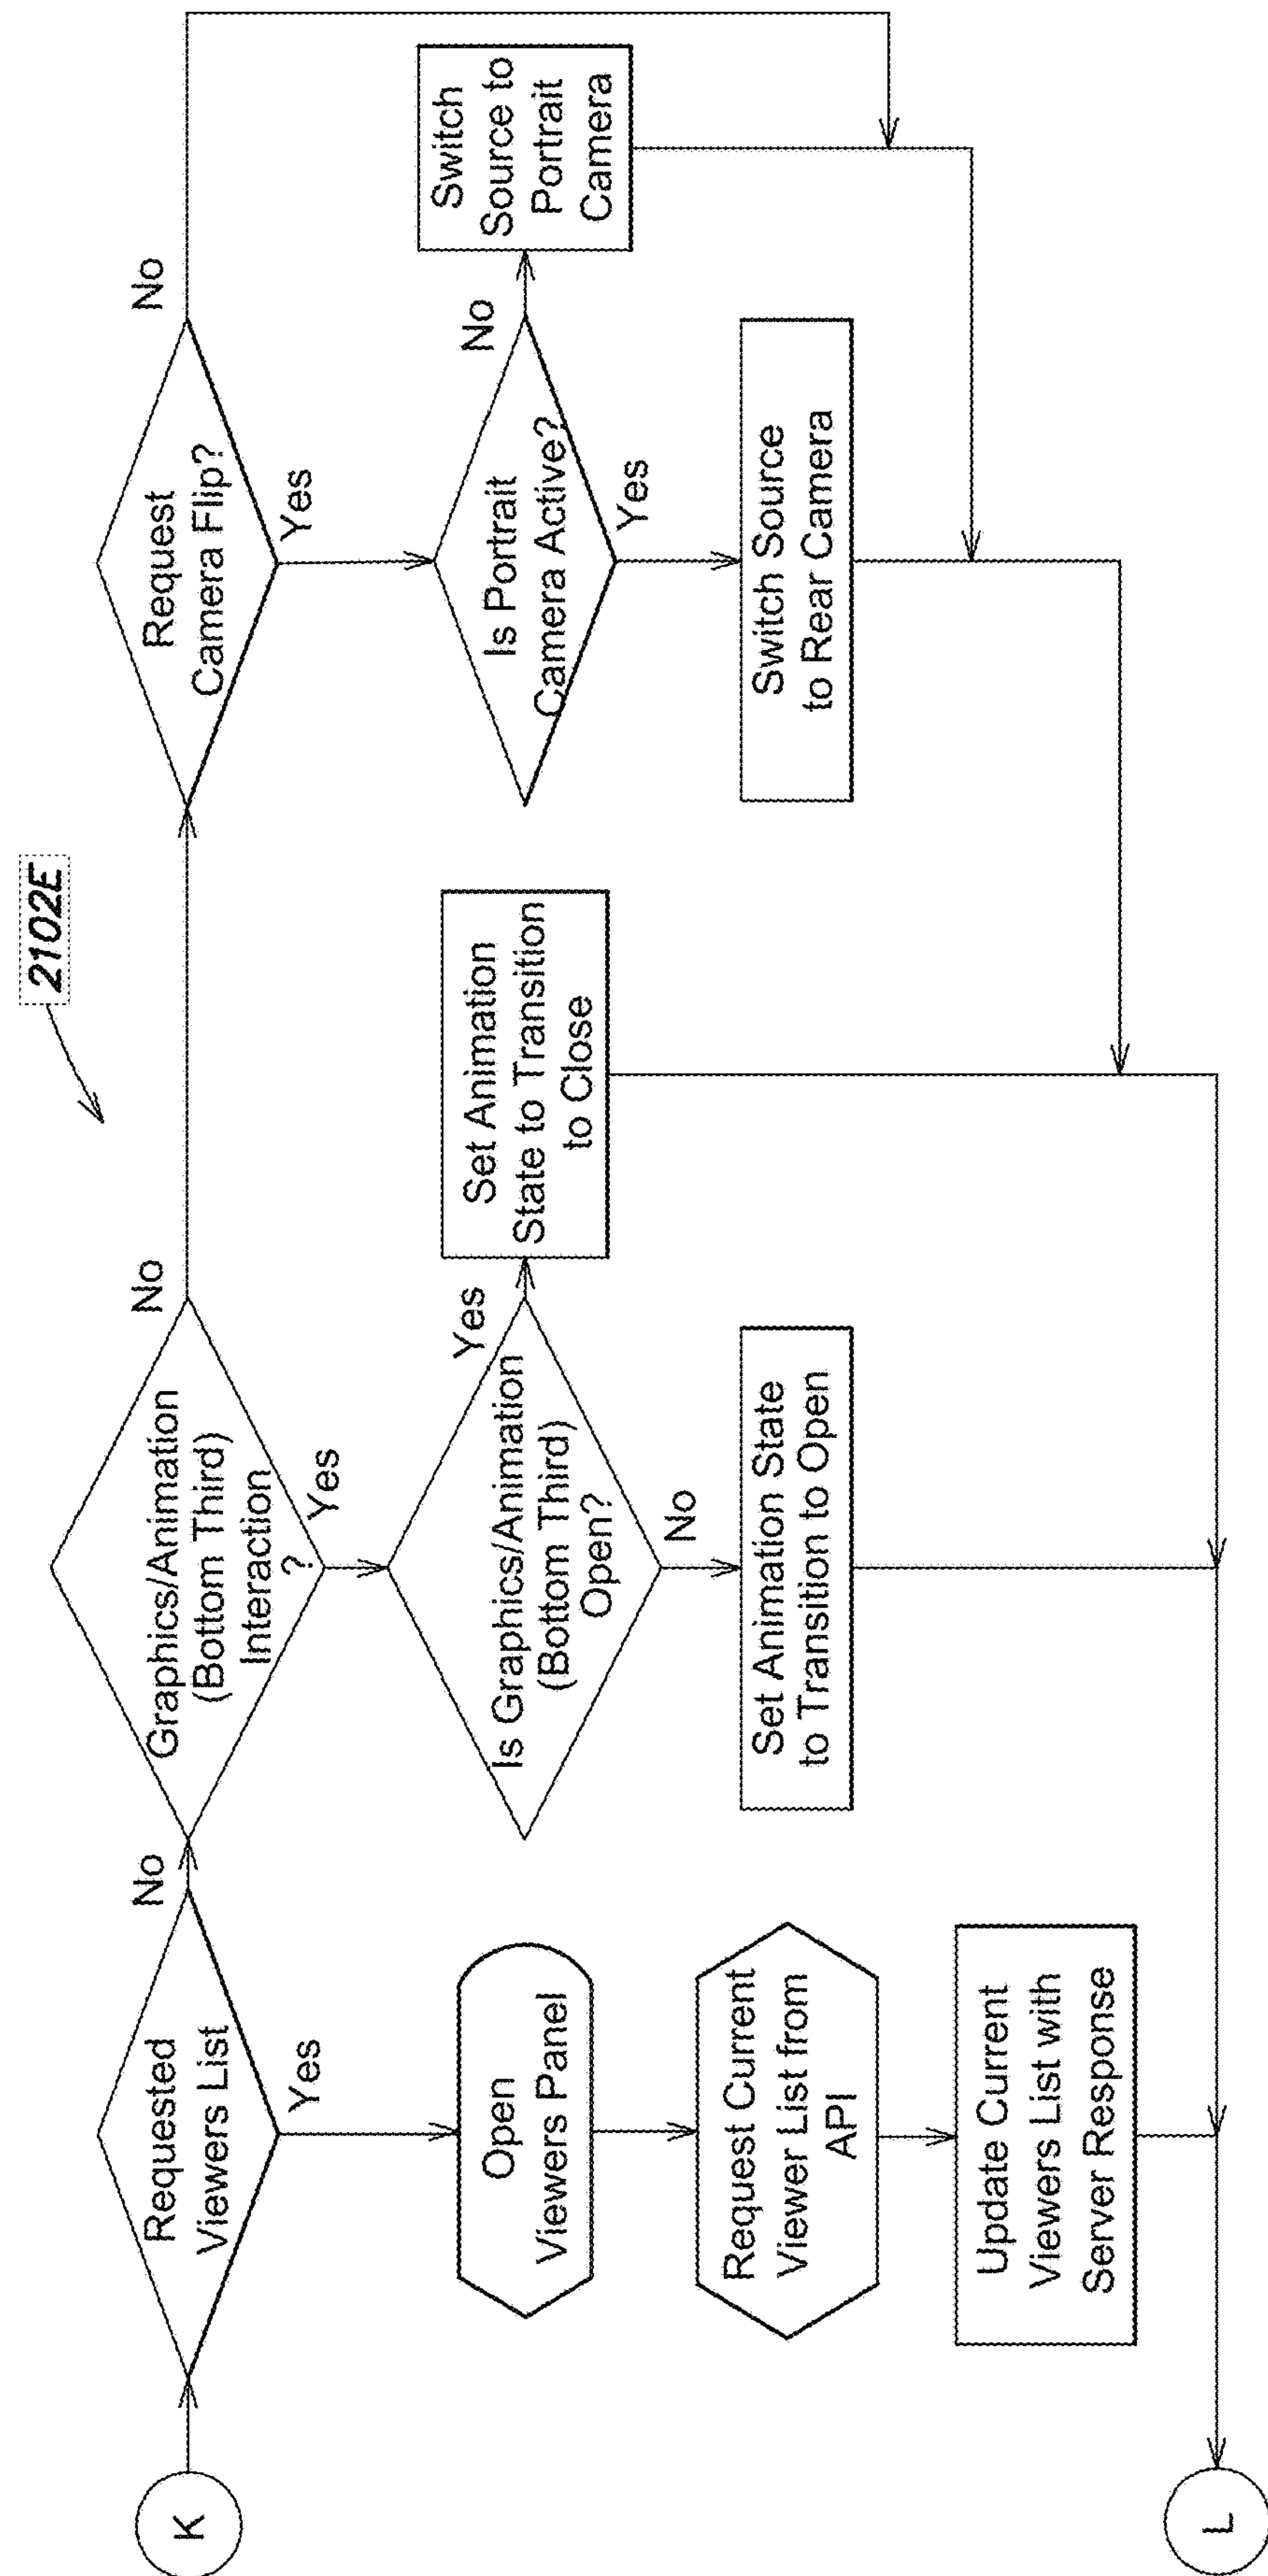 2102E
K
Requested
Viewers List
No
Yes
Open
Viewers Panel
Request Current
Viewer List from
API
Update Current
Viewers List with
Server Response
Graphics/Animation
(Bottom Third)
Interaction
?
No
Yes
Is Graphics/Animation
(Bottom Third)
Open?
Yes
No
Set Animation
State to Transition
to Close
Set Animation State
to Transition to Open
Request
Camera Flip?
No
Yes
Is Portrait
Camera Active?
No
Yes
Switch
Source to
Portrait
Camera
Switch Source
to Rear Camera
L